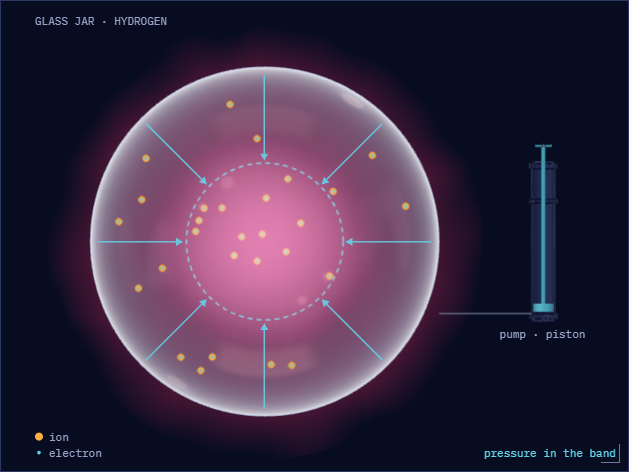 GLASS JAR · HYDROGEN
pump · piston
ion
electron
pressure in the band